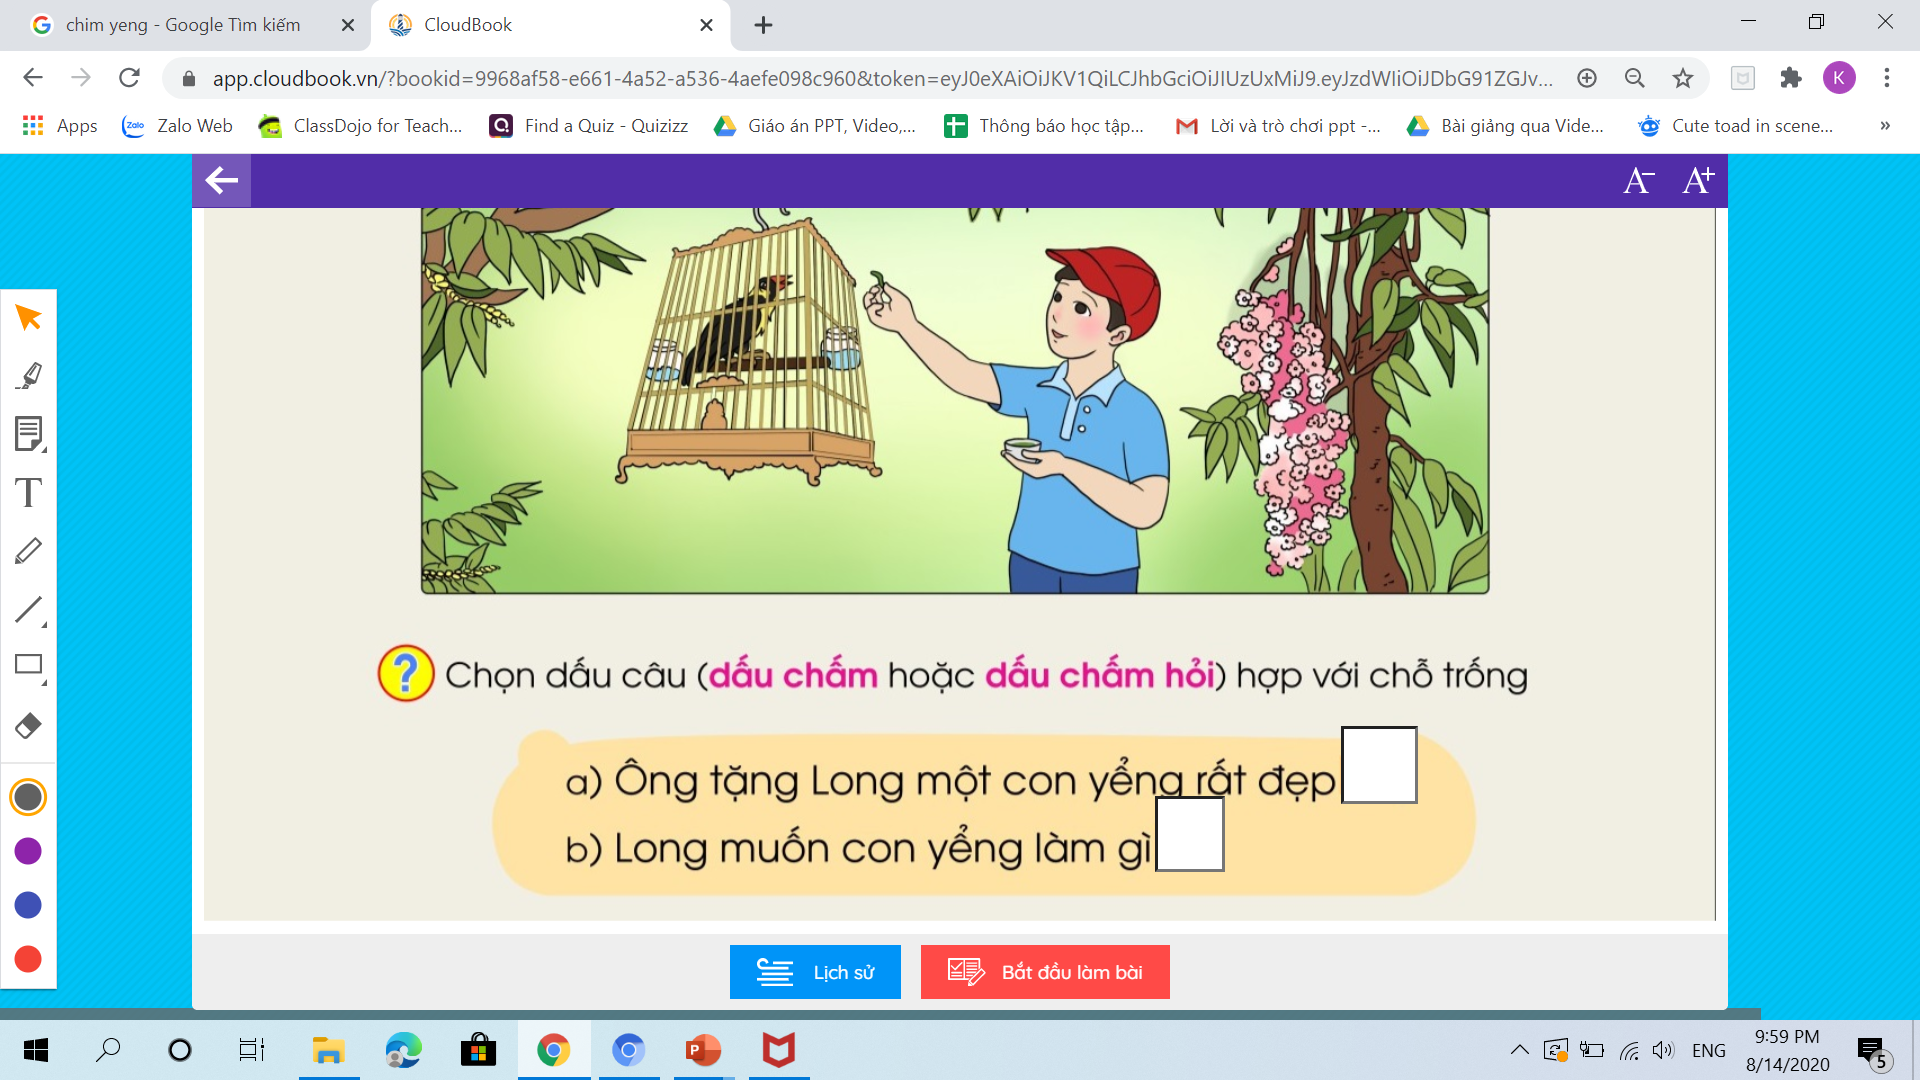 chim yeng - Google Tìm kiếm
CloudBook
app.cloudbook.vn/?bookid=9968af58-e661-4a52-a536-4aefe098c960&token=eyJ0eXAiOiJKV1QiLCJhbGciOiJIUzUxMiJ9.eyJzdWIiOiJDbG91ZGJv...
K
Apps
Zalo Web
ClassDojo for Teach...
Find a Quiz - Quizizz
Giáo án PPT, Video,...
Thông báo học tập...
Lời và trò chơi ppt -...
Bài giảng qua Vide...
Cute toad in scene...
»
A- A+
T
? Chọn dấu câu (dấu chấm hoặc dấu chấm hỏi) hợp với chỗ trống
a) Ông tặng Long một con yểng rất đẹp
b) Long muốn con yểng làm gì
Lịch sử
Bắt đầu làm bài
ENG
9:59 PM
8/14/2020
5